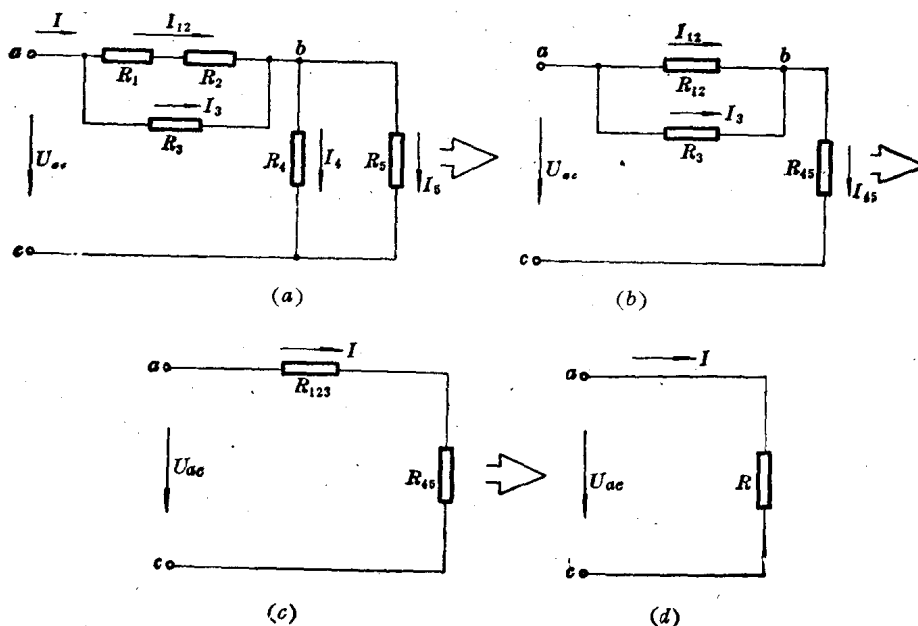 I I₁₂
a R₁ R₂ b
I₃
R₃
Uₐc R₄ I₄ R₅ I₅
c
(a)
I₁₂
a R₁₂ b
I₃
R₃
Uₐc R₄₅ I₄₅
c
(b)
I
a R₁₂₃
Uₐc R₄₅
c
(c)
I
a
Uₐc R
c
(d)